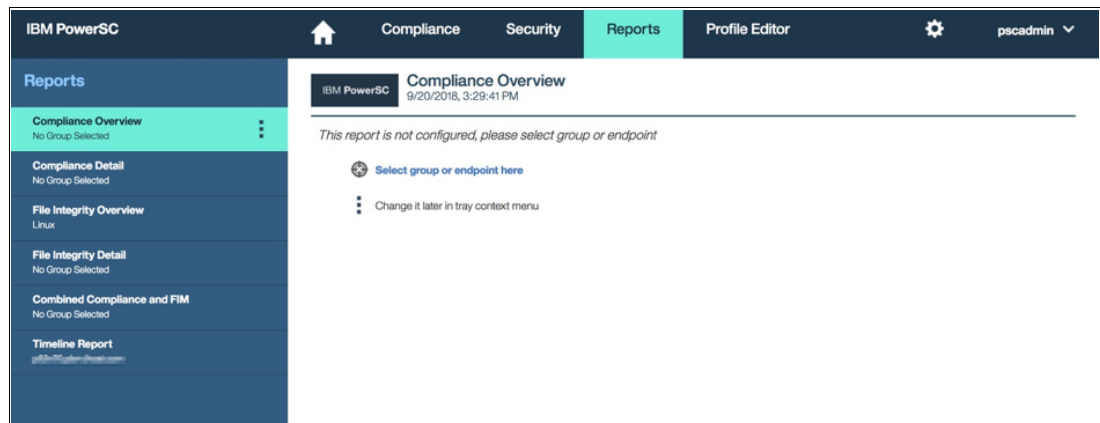 IBM PowerSC
Compliance
Security
Reports
Profile Editor
pscadmin
Reports
Compliance Overview
No Group Selected
Compliance Detail
No Group Selected
File Integrity Overview
Linux
File Integrity Detail
No Group Selected
Combined Compliance and FIM
No Group Selected
Timeline Report
IBM PowerSC
Compliance Overview
9/20/2018, 3:29:41 PM
This report is not configured, please select group or endpoint
Select group or endpoint here
Change it later in tray context menu